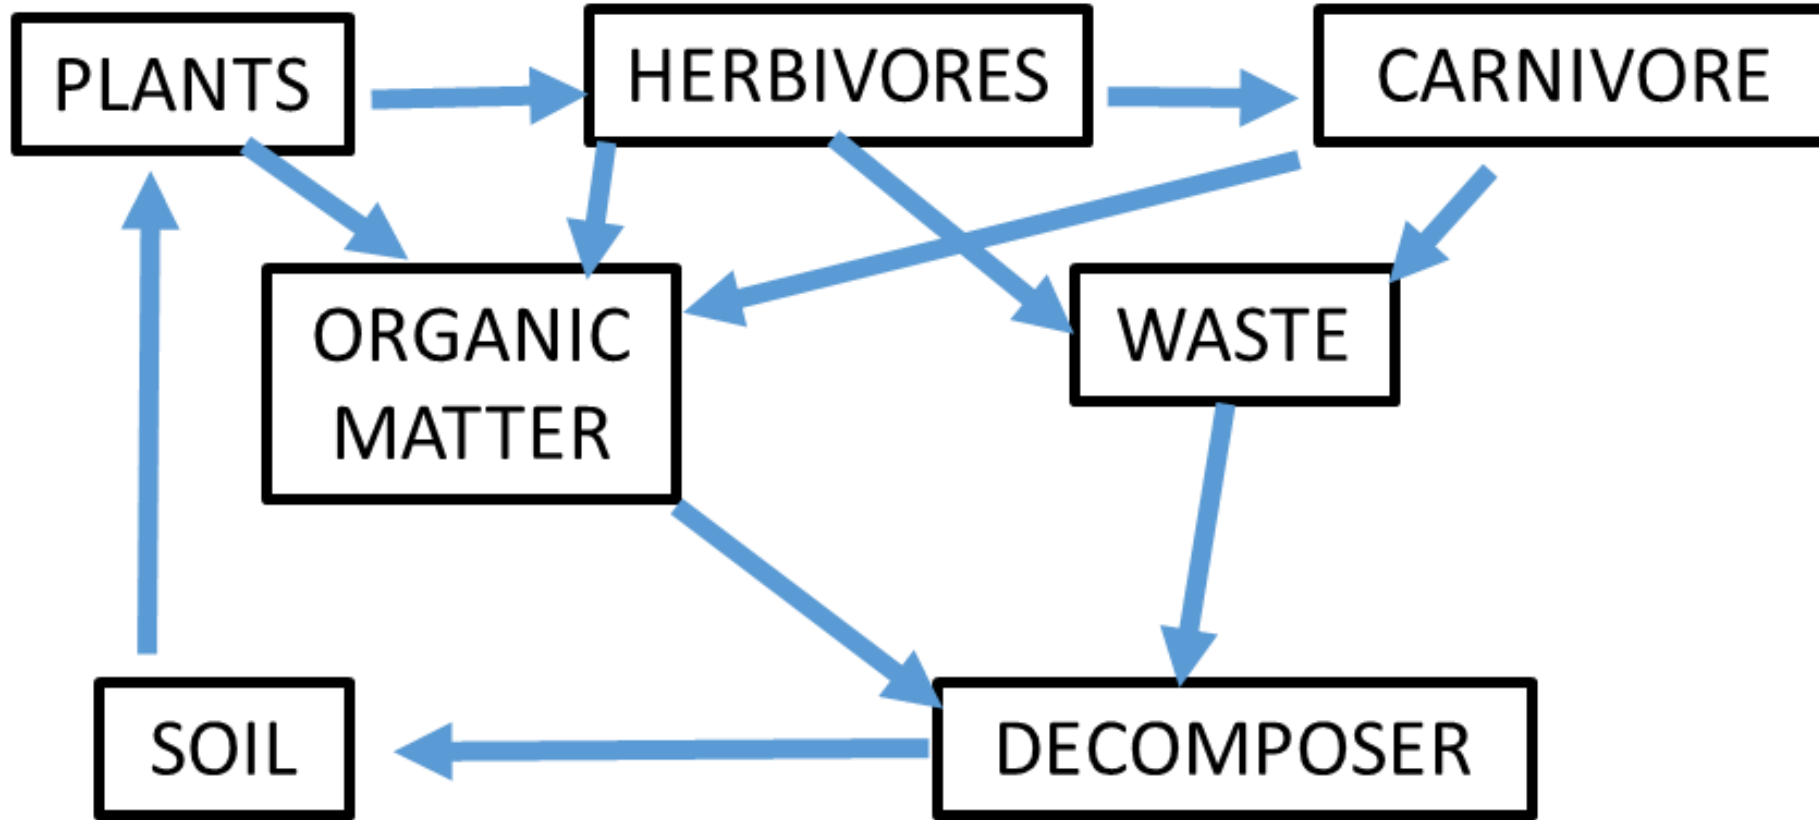 PLANTS
HERBIVORES
CARNIVORE
ORGANIC
MATTER
WASTE
SOIL
DECOMPOSER